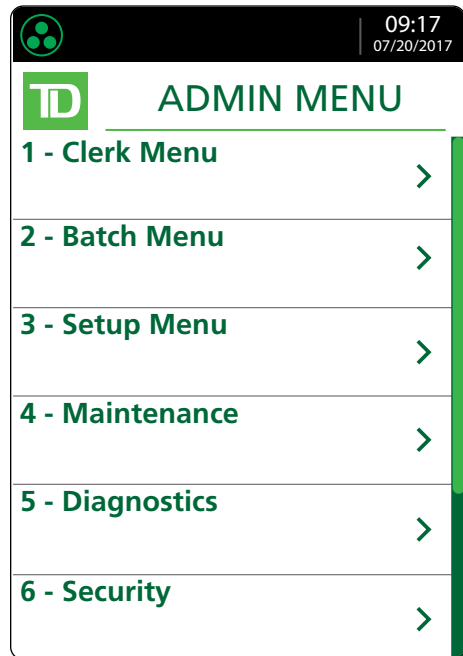 09:17
07/20/2017
TD
ADMIN MENU
1 - Clerk Menu
2 - Batch Menu
3 - Setup Menu
4 - Maintenance
5 - Diagnostics
6 - Security